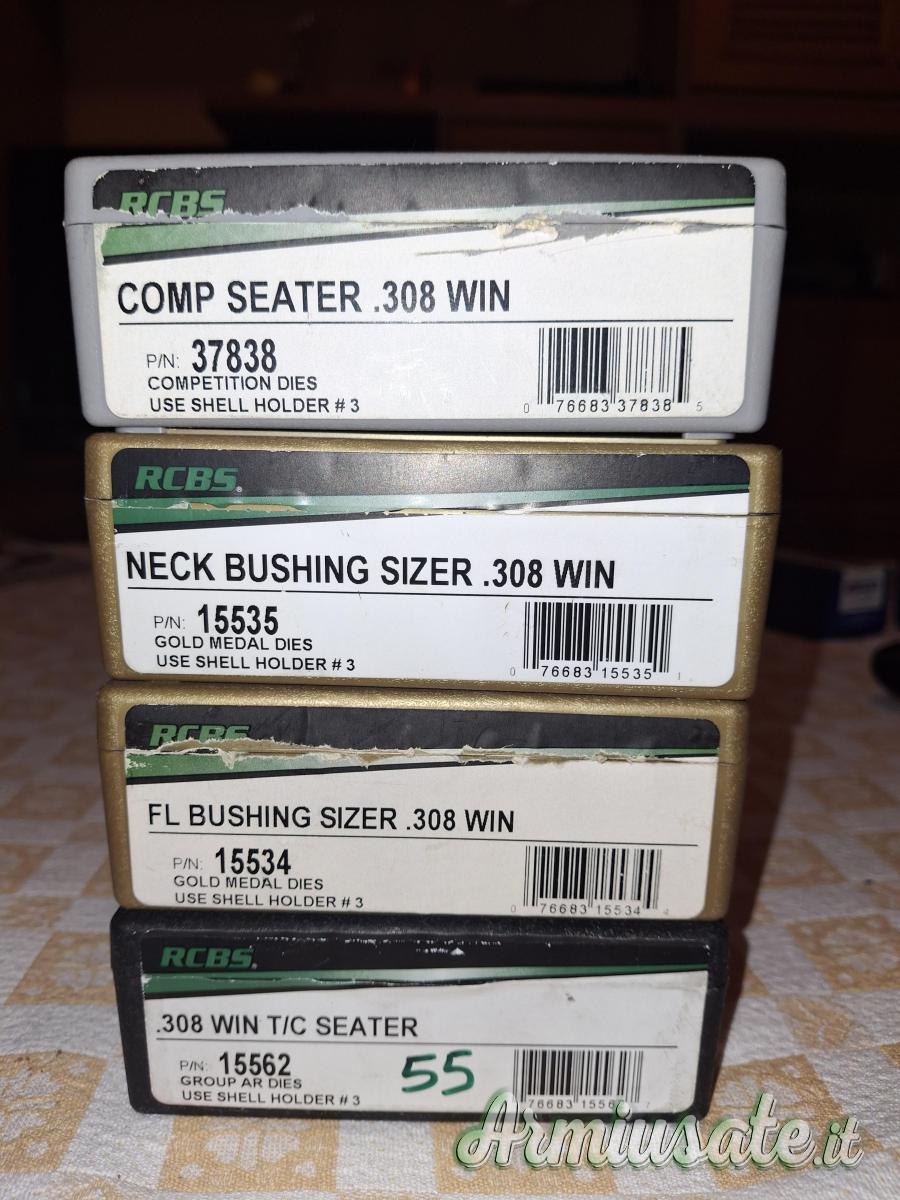 RCBS
COMP SEATER .308 WIN
P/N: 37838
COMPETITION DIES
USE SHELL HOLDER # 3
0 76683 37838 5
RCBS
NECK BUSHING SIZER .308 WIN
P/N: 15535
GOLD MEDAL DIES
USE SHELL HOLDER # 3
0 76683 15535 1
RCBS
FL BUSHING SIZER .308 WIN
P/N: 15534
GOLD MEDAL DIES
USE SHELL HOLDER # 3
0 76683 15534 4
RCBS
.308 WIN T/C SEATER
P/N: 15562
GROUP AR DIES
USE SHELL HOLDER # 3
55
76683
Armiusate.it